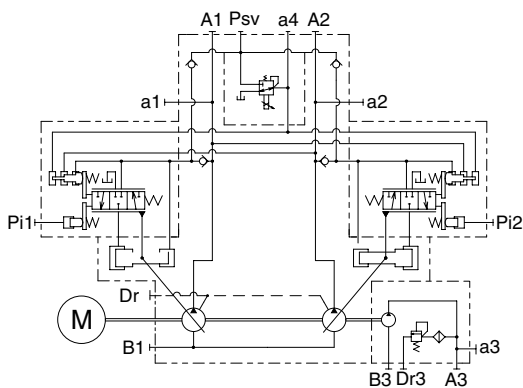 A1 Psv a4 A2
a1 a2
Pi1 Pi2
Dr
M
B1
a3
B3 Dr3 A3